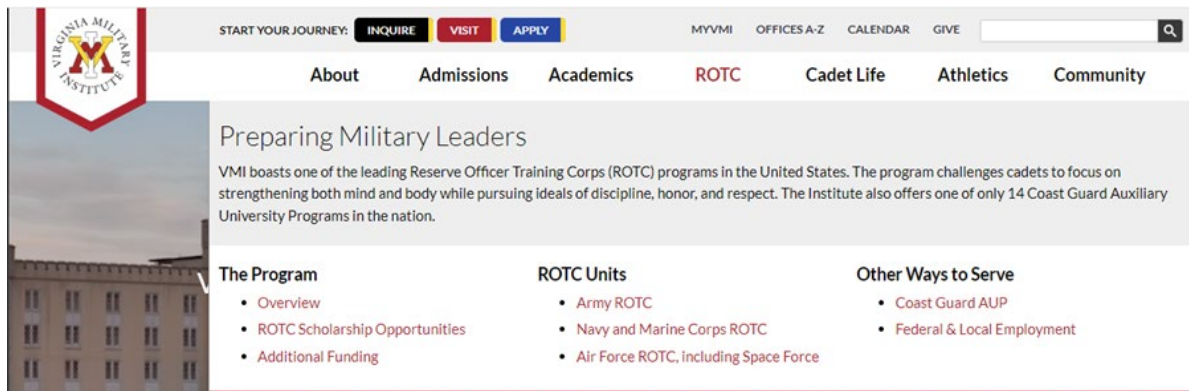 VIRGINIA MILITARY INSTITUTE
START YOUR JOURNEY: INQUIRE VISIT APPLY MYVMI OFFICES A-Z CALENDAR GIVE
About Admissions Academics ROTC Cadet Life Athletics Community
Preparing Military Leaders
VMI boasts one of the leading Reserve Officer Training Corps (ROTC) programs in the United States. The program challenges cadets to focus on
strengthening both mind and body while pursuing ideals of discipline, honor, and respect. The Institute also offers one of only 14 Coast Guard Auxiliary
University Programs in the nation.
The Program
• Overview
• ROTC Scholarship Opportunities
• Additional Funding
ROTC Units
• Army ROTC
• Navy and Marine Corps ROTC
• Air Force ROTC, including Space Force
Other Ways to Serve
• Coast Guard AUP
• Federal & Local Employment